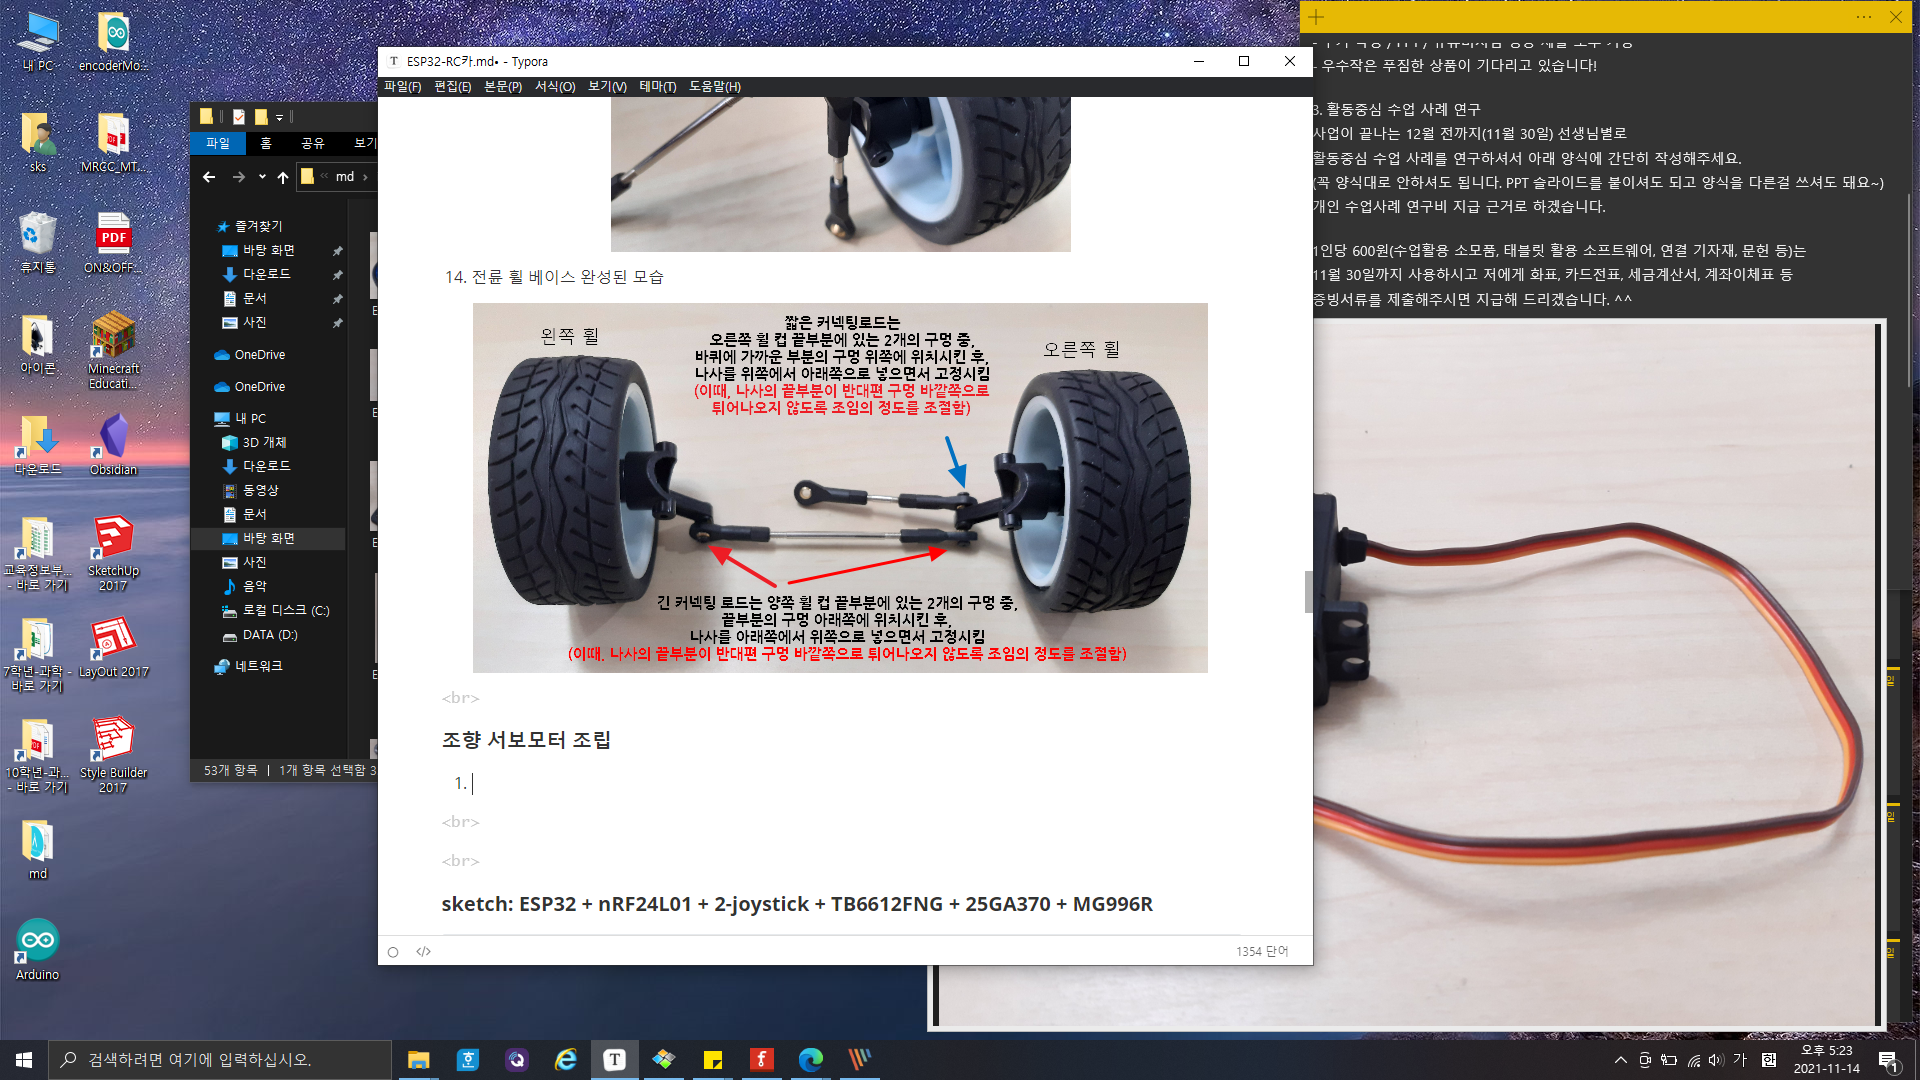 내 PC
encoderMo...
sks
MRCC_MT...
휴지통
ON&OFF...
아이콘
Minecraft
Educati...
다운로드
Obsidian
교육정보부...
- 바로 가기
SketchUp
2017
7학년-과학 -
바로 가기
LayOut 2017
10학년-과...
- 바로 가기
Style Builder
2017
md
Arduino
파일
홈
공유
보기
md
즐겨찾기
바탕 화면
다운로드
문서
사진
OneDrive
OneDrive
내 PC
3D 개체
다운로드
동영상
문서
바탕 화면
사진
음악
로컬 디스크 (C:)
DATA (D:)
네트워크
53개 항목
1개 항목 선택함 3
ESP32-RC카.md• - Typora
파일(F) 편집(E) 본문(P) 서식(O) 보기(V) 테마(T) 도움말(H)
14. 전륜 휠 베이스 완성된 모습
왼쪽 휠
짧은 커넥팅로드는
오른쪽 휠 컵 끝부분에 있는 2개의 구멍 중,
바퀴에 가까운 부분의 구멍 위쪽에 위치시킨 후,
나사를 위쪽에서 아래쪽으로 넣으면서 고정시킴
(이때, 나사의 끝부분이 반대편 구멍 바깥쪽으로
튀어나오지 않도록 조임의 정도를 조절함)
오른쪽 휠
긴 커넥팅 로드는 양쪽 휠 컵 끝부분에 있는 2개의 구멍 중,
끝부분의 구멍 아래쪽에 위치시킨 후,
나사를 아래쪽에서 위쪽으로 넣으면서 고정시킴
(이때, 나사의 끝부분이 반대편 구멍 바깥쪽으로 튀어나오지 않도록 조임의 정도를 조절함)
<br>
조향 서보모터 조립
1.
<br>
<br>
sketch: ESP32 + nRF24L01 + 2-joystick + TB6612FNG + 25GA370 + MG996R
1354 단어
- 우수작은 푸짐한 상품이 기다리고 있습니다!
3. 활동중심 수업 사례 연구
사업이 끝나는 12월 전까지(11월 30일) 선생님별로
활동중심 수업 사례를 연구하셔서 아래 양식에 간단히 작성해주세요.
(꼭 양식대로 안하셔도 됩니다. PPT 슬라이드를 붙이셔도 되고 양식을 다른걸 쓰셔도 돼요~)
개인 수업사례 연구비 지급 근거로 하겠습니다.
1인당 600원(수업활용 소모품, 태블릿 활용 소프트웨어, 연결 기자재, 문헌 등)는
11월 30일까지 사용하시고 저에게 화표, 카드전표, 세금계산서, 계좌이체표 등
증빙서류를 제출해주시면 지급해 드리겠습니다. ^^
일
일
일
검색하려면 여기에 입력하십시오.
가
한
오후 5:23
2021-11-14
1